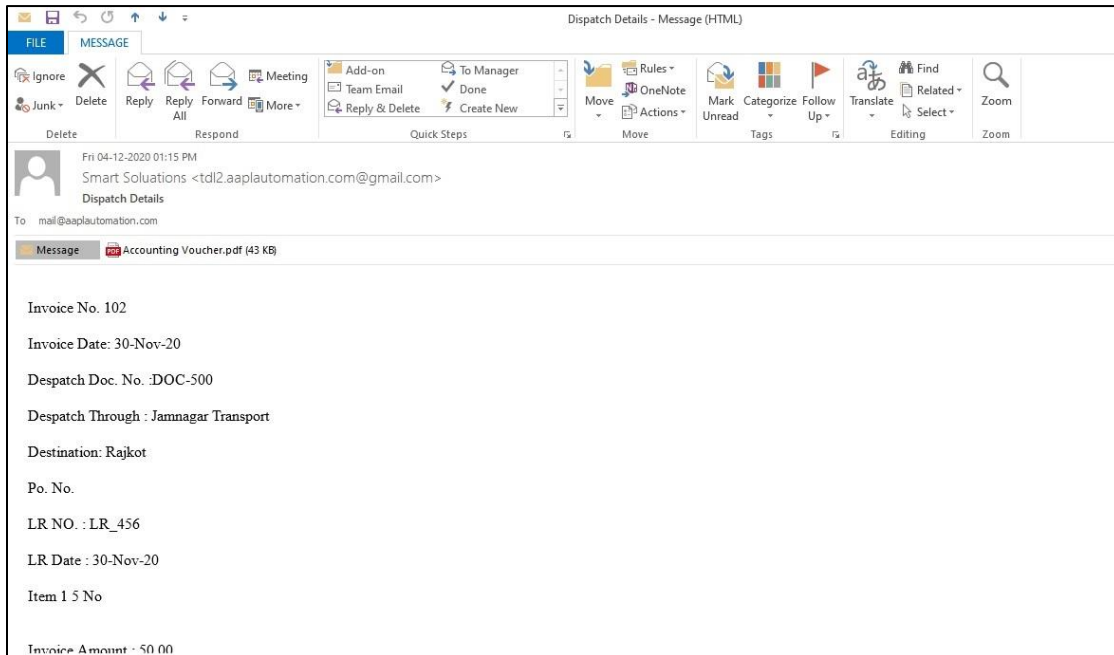 Dispatch Details - Message (HTML)
FILE MESSAGE
Ignore
Junk
Delete
Reply
Reply All
Forward
Meeting
More
Add-on
Team Email
Reply & Delete
To Manager
Done
Create New
Move
Rules
OneNote
Actions
Mark Unread
Categorize
Follow Up
Translate
Find
Related
Select
Zoom
Delete Respond Quick Steps Move Tags Editing Zoom
Fri 04-12-2020 01:15 PM
Smart Soluations <tdl2.aaplautomation.com@gmail.com>
Dispatch Details
To mail@aaplautomation.com
Message PDF Accounting Voucher.pdf (43 KB)
Invoice No. 102
Invoice Date: 30-Nov-20
Despatch Doc. No. :DOC-500
Despatch Through : Jamnagar Transport
Destination: Rajkot
Po. No.
LR NO. : LR_456
LR Date : 30-Nov-20
Item 1 5 No
Invoice Amount : 50.00